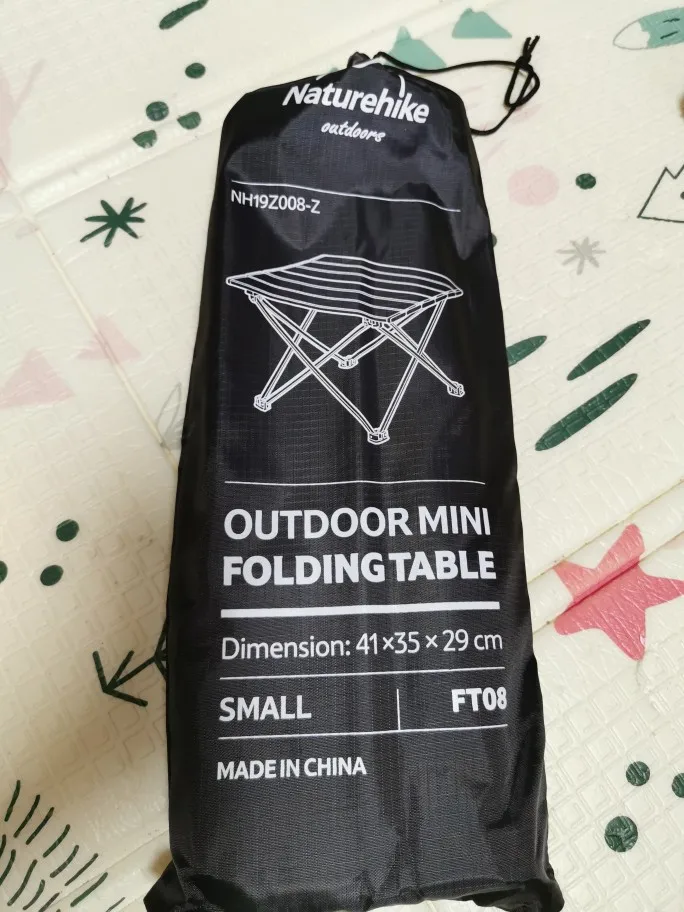 Naturehike
outdoors
NH19Z008-Z
OUTDOOR MINI
FOLDING TABLE
Dimension: 41×35×29 cm
SMALL FT08
MADE IN CHINA